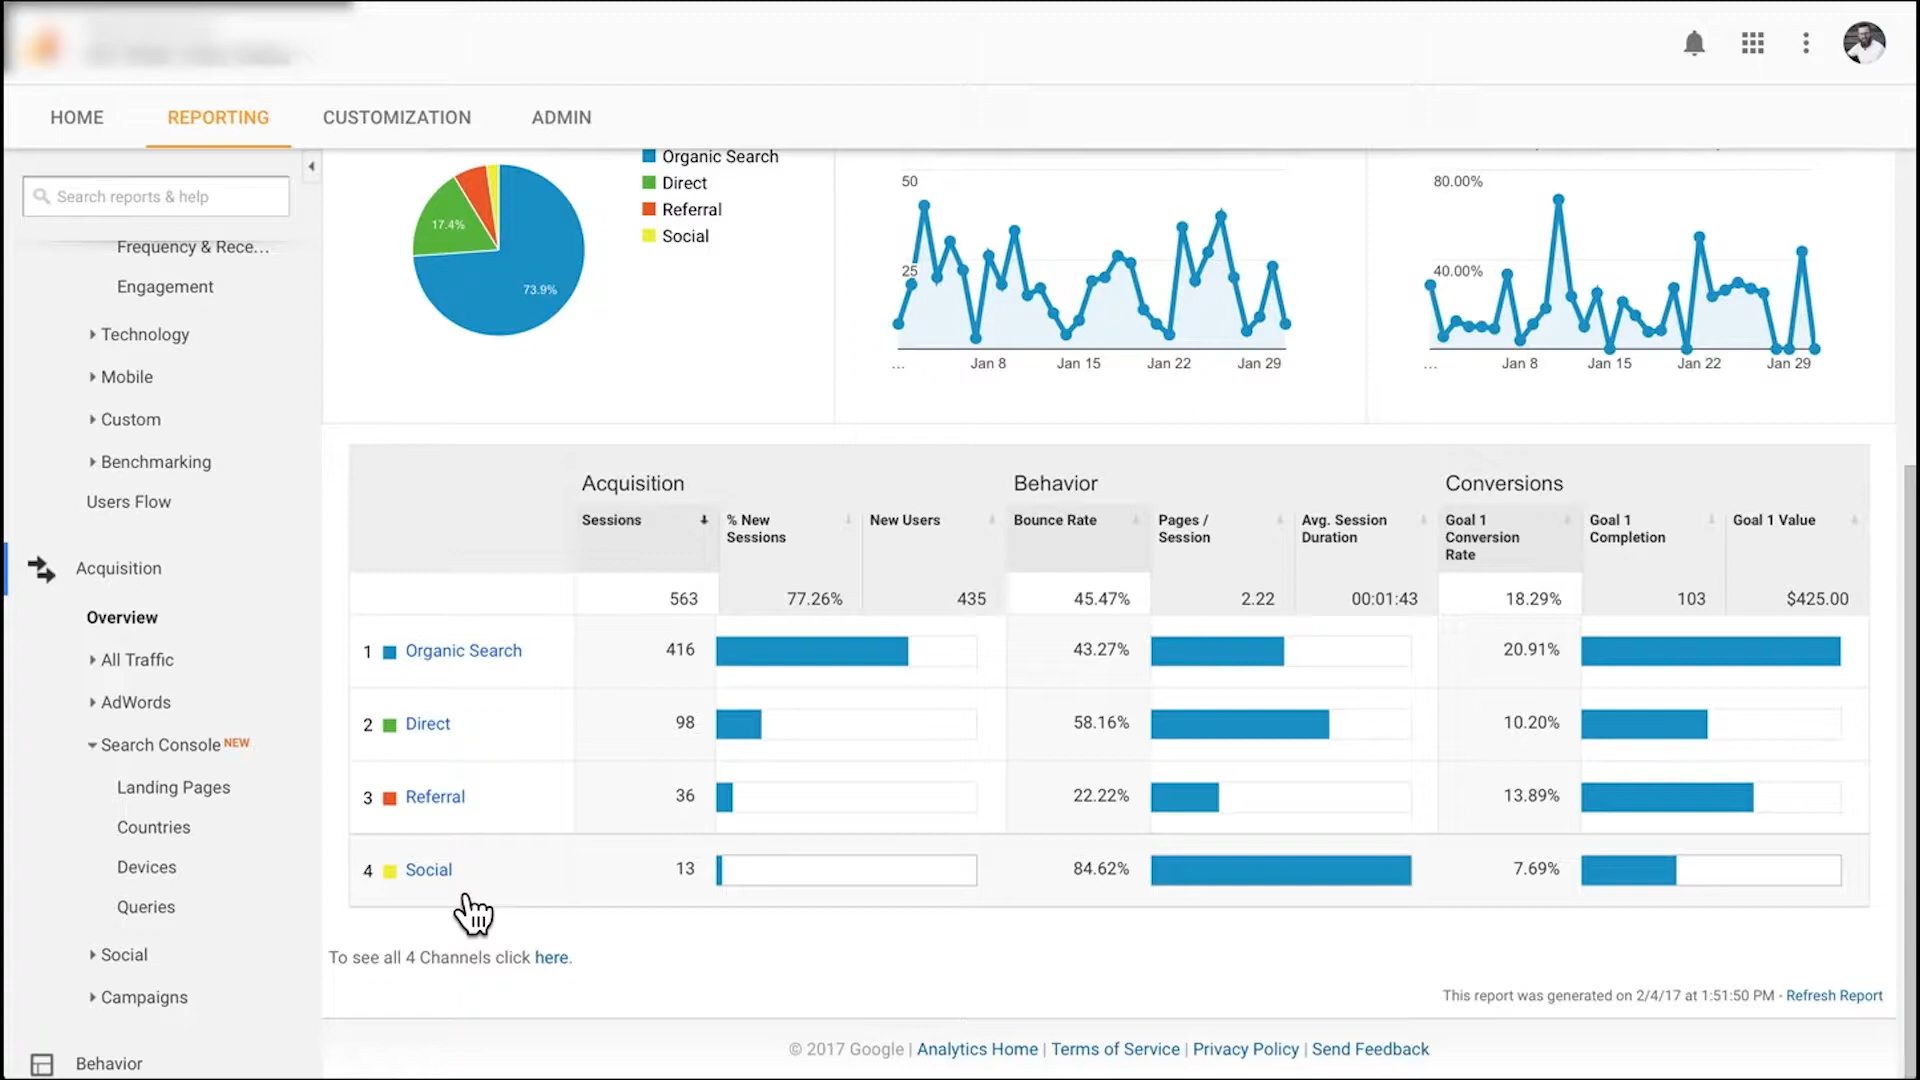 HOME
REPORTING
CUSTOMIZATION
ADMIN
Search reports & help
Frequency & Rece...
Engagement
Technology
Mobile
Custom
Benchmarking
Users Flow
Acquisition
Overview
All Traffic
AdWords
Search Console NEW
Landing Pages
Countries
Devices
Queries
Social
Campaigns
Behavior
17.4%
73.9%
Organic Search
Direct
Referral
Social
50
25
... Jan 8 Jan 15 Jan 22 Jan 29
80.00%
40.00%
... Jan 8 Jan 15 Jan 22 Jan 29
Acquisition Behavior Conversions
Sessions
% New
Sessions
New Users
Bounce Rate
Pages /
Session
Avg. Session
Duration
Goal 1
Conversion
Rate
Goal 1
Completion
Goal 1 Value
563 77.26% 435 45.47% 2.22 00:01:43 18.29% 103 $425.00
1 Organic Search 416 43.27% 20.91%
2 Direct 98 58.16% 10.20%
3 Referral 36 22.22% 13.89%
4 Social 13 84.62% 7.69%
To see all 4 Channels click here.
This report was generated on 2/4/17 at 1:51:50 PM - Refresh Report
© 2017 Google | Analytics Home | Terms of Service | Privacy Policy | Send Feedback